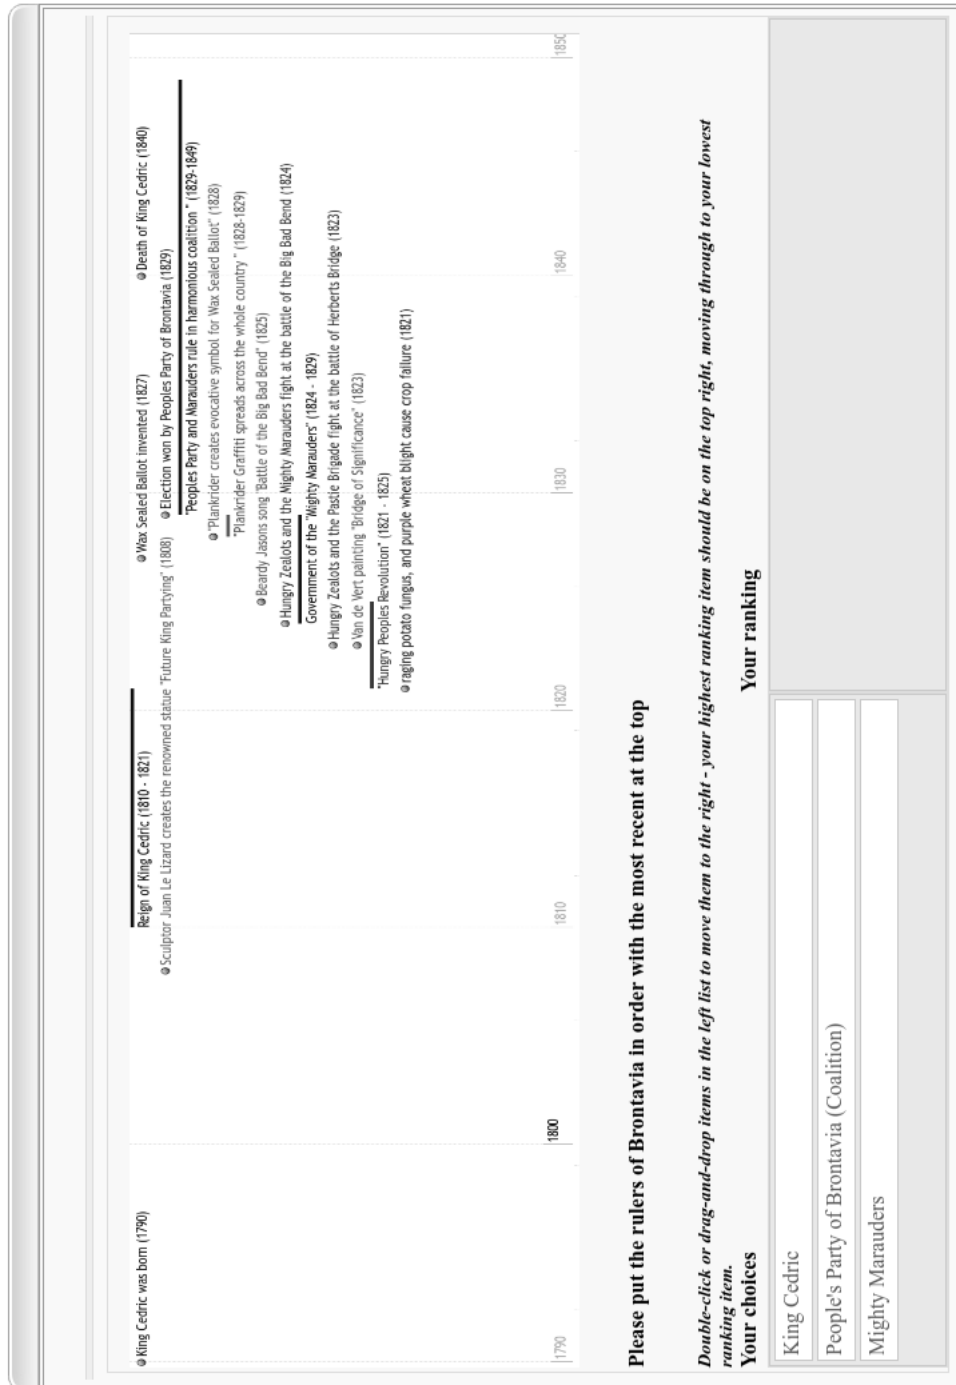 King Cedric was born (1790)
Reign of King Cedric (1810 - 1821)
Wax Sealed Ballot invented (1827)
Death of King Cedric (1840)
Sculptor Juan Le Lizard creates the renowned statue "Future King Partying" (1808)
Election won by Peoples Party of Brontavia (1829)
"Peoples Party and Marauders rule in harmonious coalition " (1829-1849)
"Plankrider creates evocative symbol for Wax Sealed Ballot" (1828)
"Plankrider Graffiti spreads across the whole country " (1828-1829)
Beardy Jasons song "Battle of the Big Bad Bend" (1825)
Hungry Zealots and the Mighty Marauders fight at the battle of the Big Bad Bend (1824)
Government of the "Mighty Marauders" (1824 - 1829)
Hungry Zealots and the Pastie Brigade fight at the battle of Herberts Bridge (1823)
Van de Vert painting "Bridge of Significance" (1823)
"Hungry Peoples Revolution" (1821 - 1825)
raging potato fungus, and purple wheat blight cause crop failure (1821)
1790 1800 1810 1820 1830 1840 1850
Please put the rulers of Brontavia in order with the most recent at the top
Double-click or drag-and-drop items in the left list to move them to the right - your highest ranking item should be on the top right, moving through to your lowest
ranking item.
Your choices
King Cedric
People's Party of Brontavia (Coalition)
Mighty Marauders
Your ranking